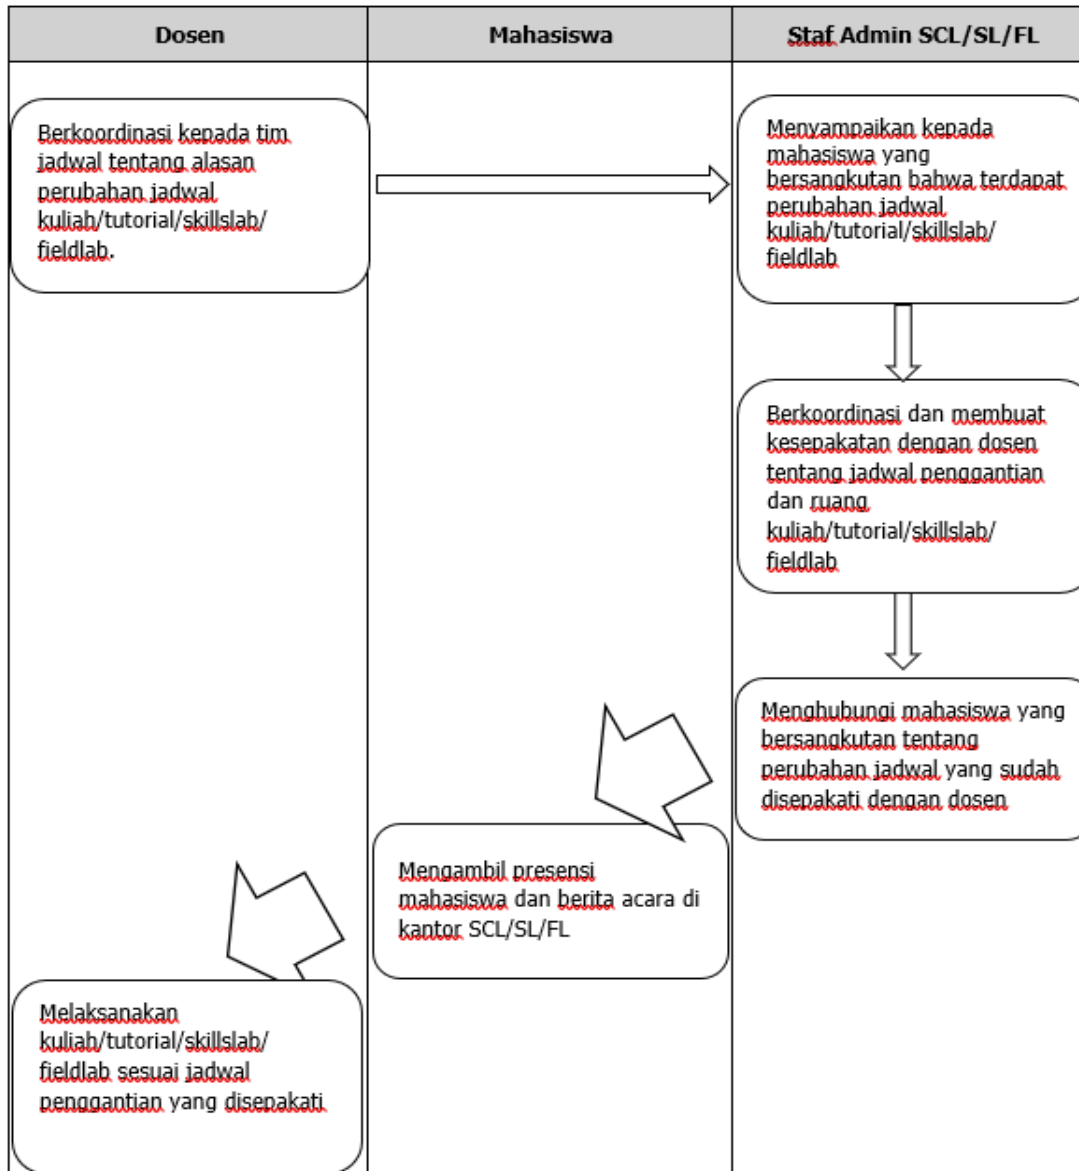 Dosen
Mahasiswa
Staf Admin SCL/SL/FL
Berkoordinasi kepada tim
jadwal tentang alasan
perubahan jadwal
kuliah/tutorial/skillslab/
fieldlab.
Menyampaikan kepada
mahasiswa yang
bersangkutan bahwa terdapat
perubahan jadwal
kuliah/tutorial/skillslab/
fieldlab
Berkoordinasi dan membuat
kesepakatan dengan dosen
tentang jadwal penggantian
dan ruang
kuliah/tutorial/skillslab/
fieldlab
Menghubungi mahasiswa yang
bersangkutan tentang
perubahan jadwal yang sudah
disepakati dengan dosen
Mengambil presensi
mahasiswa dan berita acara di
kantor SCL/SL/FL
Melaksanakan
kuliah/tutorial/skillslab/
fieldlab sesuai jadwal
penggantian yang disepakati